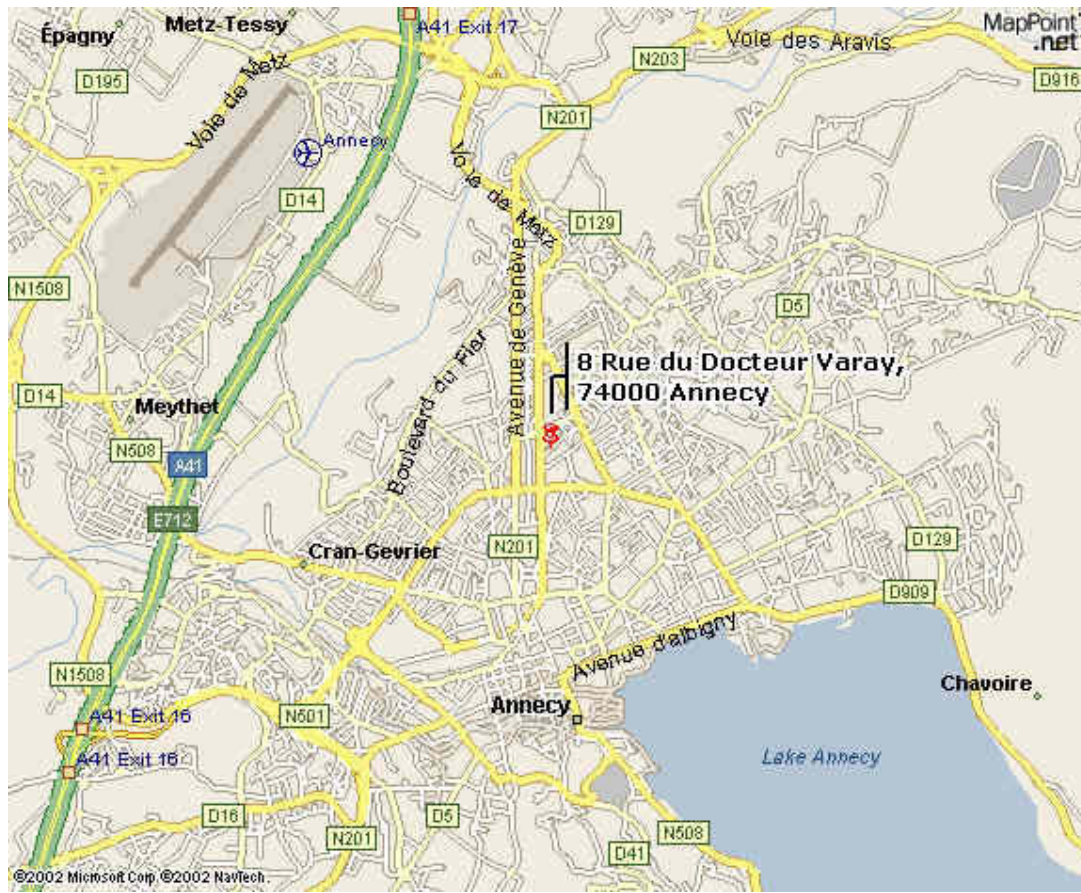 Épagny
Metz-Tessy
A41 Exit 17
MapPoint
.net
Voie des Aravis
N203
D916
D195
Voie de Metz
N201
Annecy
Voie de Metz
D14
D129
N1508
D5
Avenue de Genève
Boulevard du Fier
8 Rue du Docteur Varay,
74000 Annecy
D14
Meythet
N508
A41
E712
Cran-Gevrier
N201
D129
D909
Avenue d'albigny
N1508
Chavoire
Annecy
N501
A41 Exit 16
A41 Exit 16
Lake Annecy
D16
D5
N201
N508
D41
©2002 Microsoft Corp ©2002 NavTech.